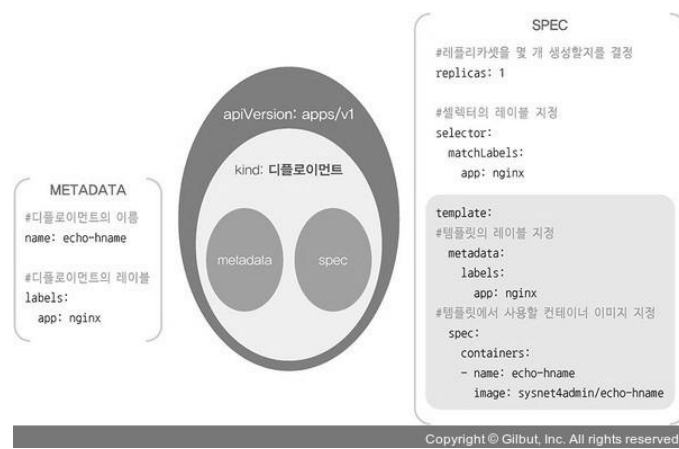 METADATA
#디플로이먼트의 이름
name: echo-hname
#디플로이먼트의 레이블
labels:
app: nginx
apiVersion: apps/v1
kind: 디플로이먼트
metadata
spec
SPEC
#레플리카셋을 몇 개 생성할지를 결정
replicas: 1
#셀렉터의 레이블 지정
selector:
matchLabels:
app: nginx
template:
#템플릿의 레이블 지정
metadata:
labels:
app: nginx
#템플릿에서 사용할 컨테이너 이미지 지정
spec:
containers:
- name: echo-hname
image: sysnet4admin/echo-hname
Copyright © Gilbut, Inc. All rights reserved